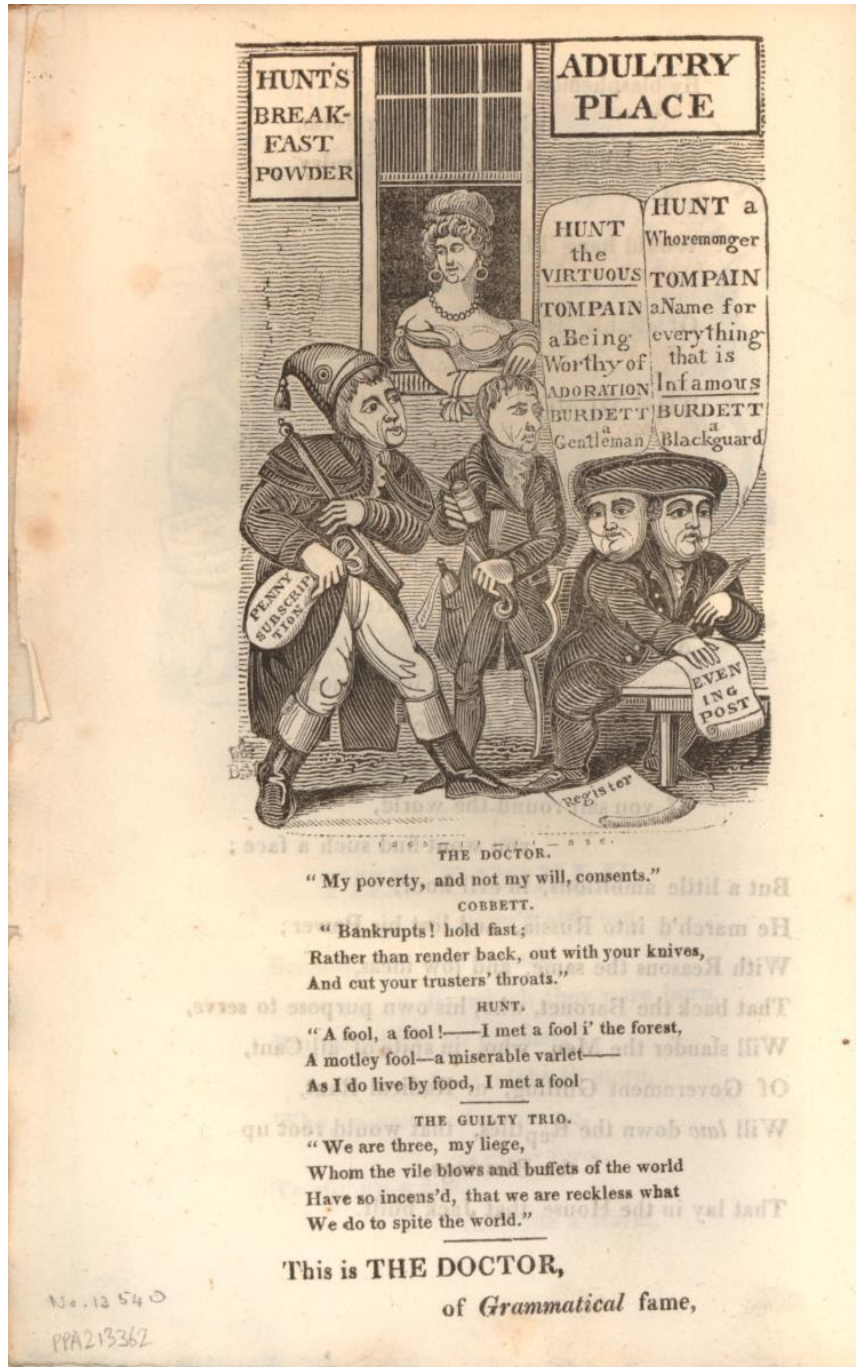 HUNT'S
BREAK-
FAST
POWDER
ADULTRY
PLACE
HUNT
the
VIRTUOUS
TOMPAIN
a Being
Worthy of
ADORATION
BURDETT
a
Gentleman
HUNT a
Whoremonger
TOMPAIN
a Name for
everything
that is
Infamous
BURDETT
a
Blackguard
PENNY
SUBSCRIP
TION
EVEN
ING
POST
Register
THE DOCTOR.
“ My poverty, and not my will, consents.”
COBBETT.
“ Bankrupts! hold fast;
Rather than render back, out with your knives,
And cut your trusters' throats.”
HUNT.
“ A fool, a fool!——I met a fool i' the forest,
A motley fool—a miserable varlet——
As I do live by food, I met a fool
THE GUILTY TRIO.
“ We are three, my liege,
Whom the vile blows and buffets of the world
Have so incens'd, that we are reckless what
We do to spite the world.”
This is THE DOCTOR,
of Grammatical fame,
No. 13540
PPA213362